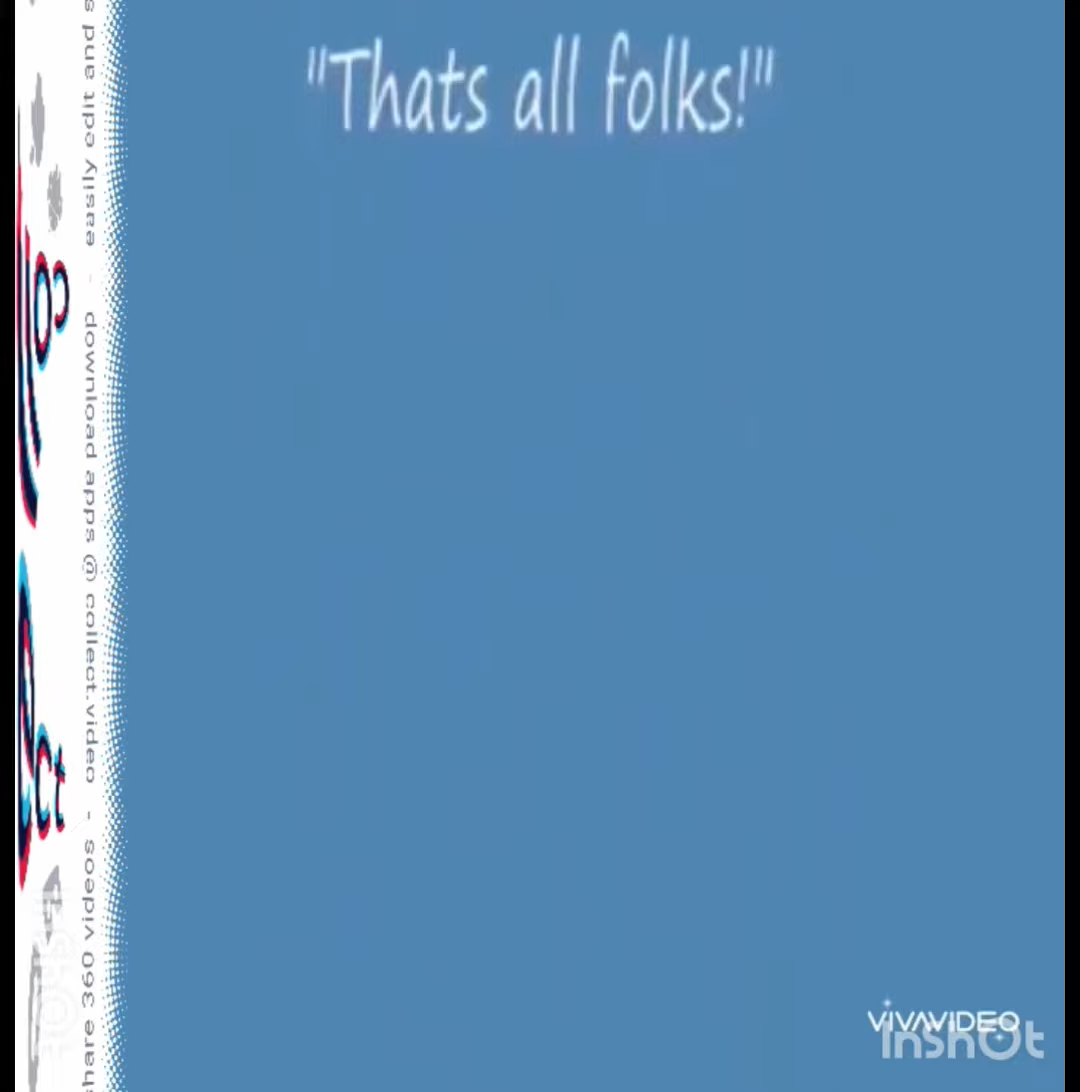 "Thats all folks!"
easily edit and s
download apps @ collect.video -
share 360 videos -
VIVAVIDEO
InShOt